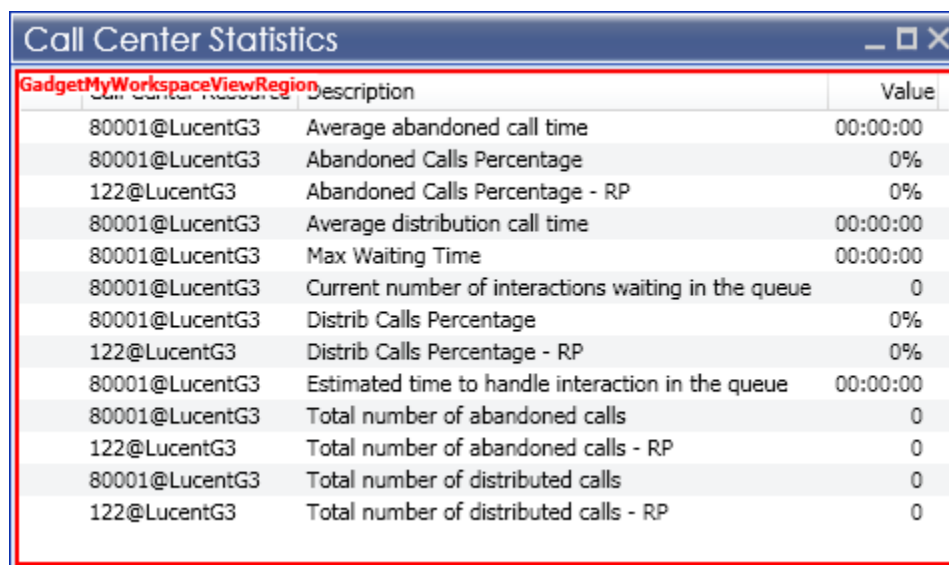 Call Center Statistics
GadgetMyWorkspaceViewRegion
Call Center Resource Description Value
80001@LucentG3 Average abandoned call time 00:00:00
80001@LucentG3 Abandoned Calls Percentage 0%
122@LucentG3 Abandoned Calls Percentage - RP 0%
80001@LucentG3 Average distribution call time 00:00:00
80001@LucentG3 Max Waiting Time 00:00:00
80001@LucentG3 Current number of interactions waiting in the queue 0
80001@LucentG3 Distrib Calls Percentage 0%
122@LucentG3 Distrib Calls Percentage - RP 0%
80001@LucentG3 Estimated time to handle interaction in the queue 00:00:00
80001@LucentG3 Total number of abandoned calls 0
122@LucentG3 Total number of abandoned calls - RP 0
80001@LucentG3 Total number of distributed calls 0
122@LucentG3 Total number of distributed calls - RP 0